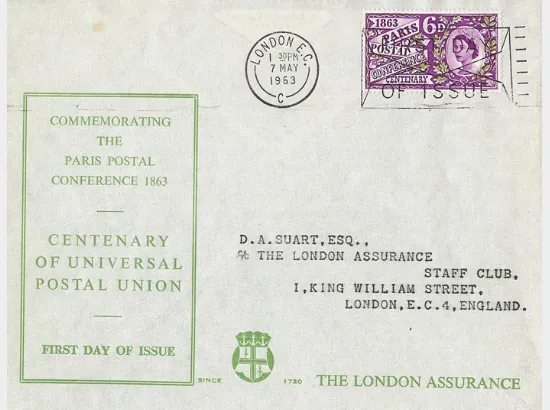 LONDON E.C.
1 30PM
7 MAY
1963
C
1863 6D
PARIS
POSTAL
CONFERENCE
CENTENARY
OF ISSUE
COMMEMORATING
THE
PARIS POSTAL
CONFERENCE 1863
CENTENARY
OF UNIVERSAL
POSTAL UNION
FIRST DAY OF ISSUE
D.A.SUART,ESQ.,
℅ THE LONDON ASSURANCE
STAFF CLUB,
1,KING WILLIAM STREET,
LONDON,E.C.4,ENGLAND.
SINCE 1720 THE LONDON ASSURANCE